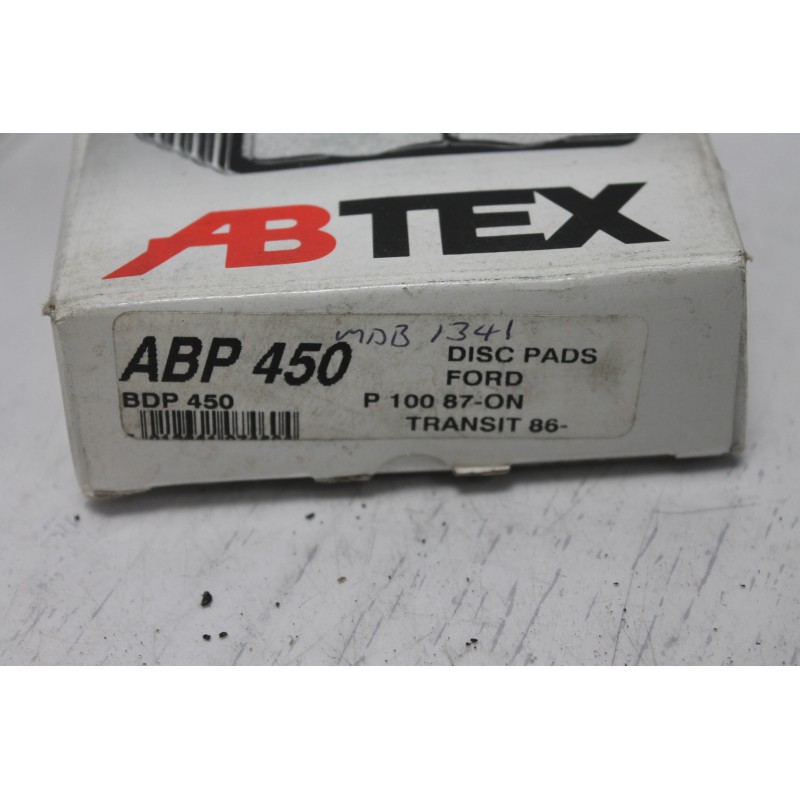 ABTEX
MDB 1341
ABP 450
DISC PADS
FORD
BDP 450
P 100 87-ON
TRANSIT 86-